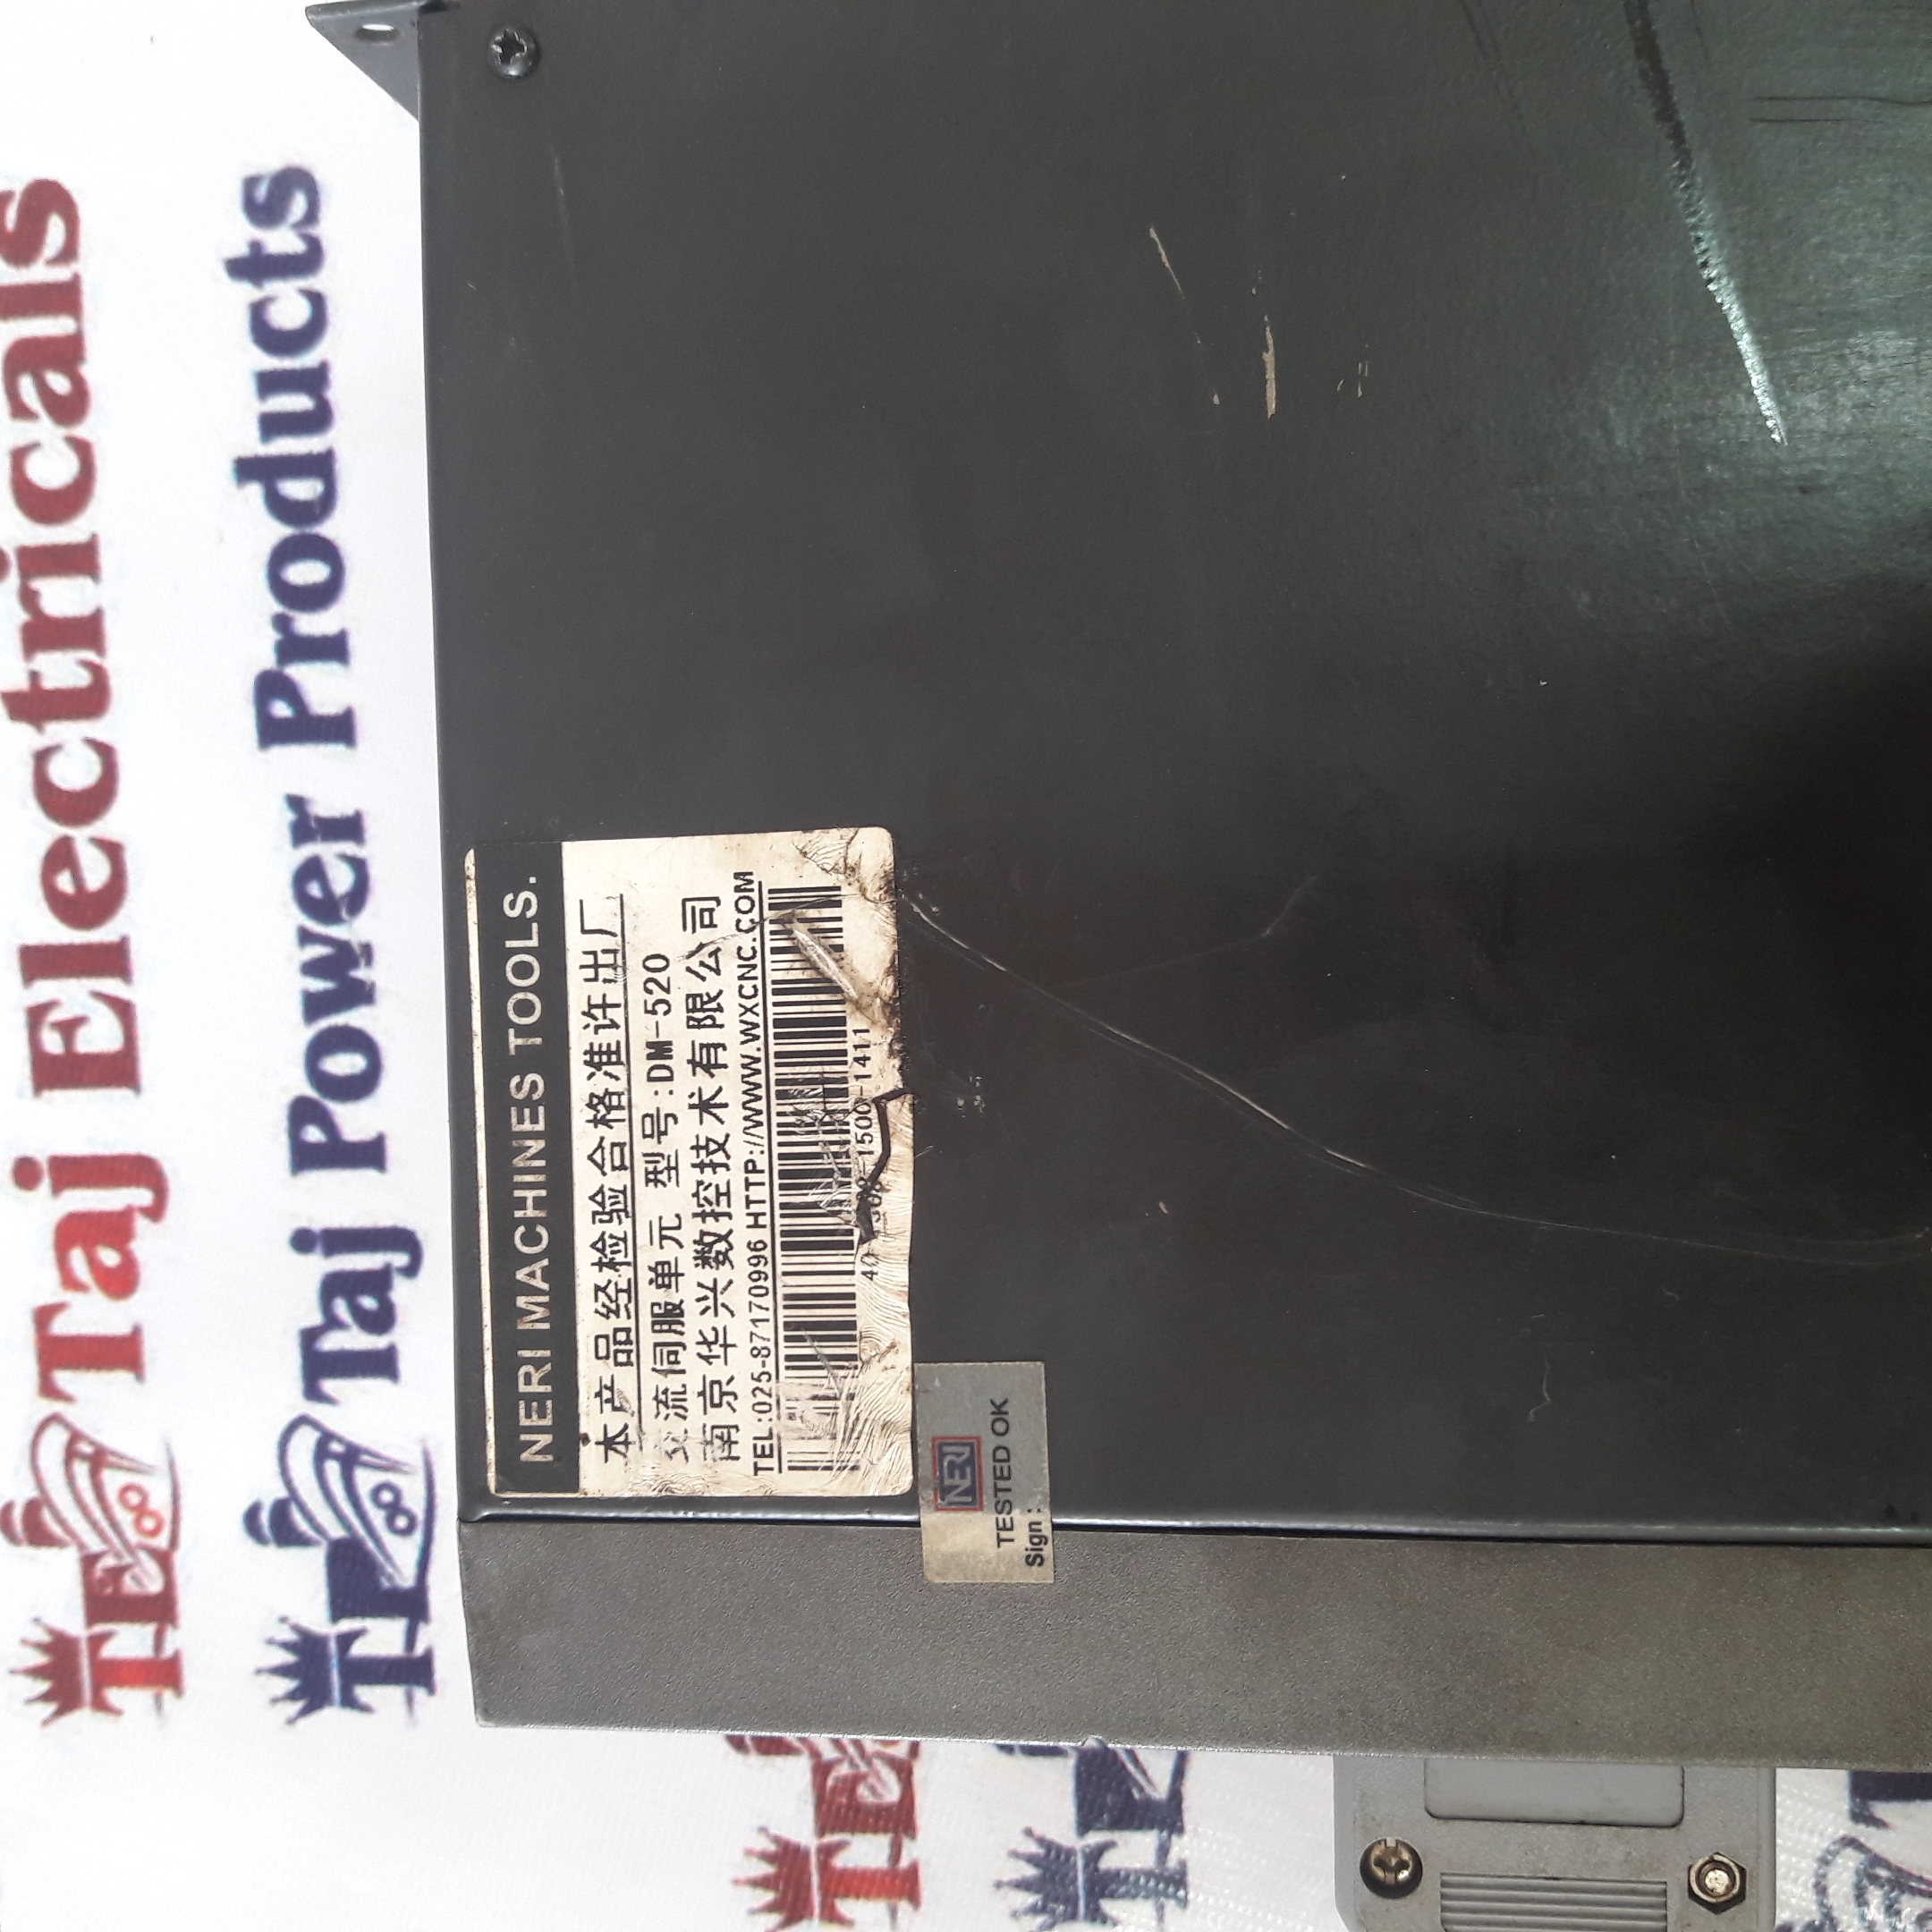 Taj Electricals
Taj Power Products
NERI MACHINES TOOLS.
本产品经检验合格准许出厂
交流伺服单元 型号:DM-520
南京华兴数控技术有限公司
TEL:025-87170996 HTTP://WWW.WXCNC.COM
1500-1411
NERI
TESTED OK
Sign :